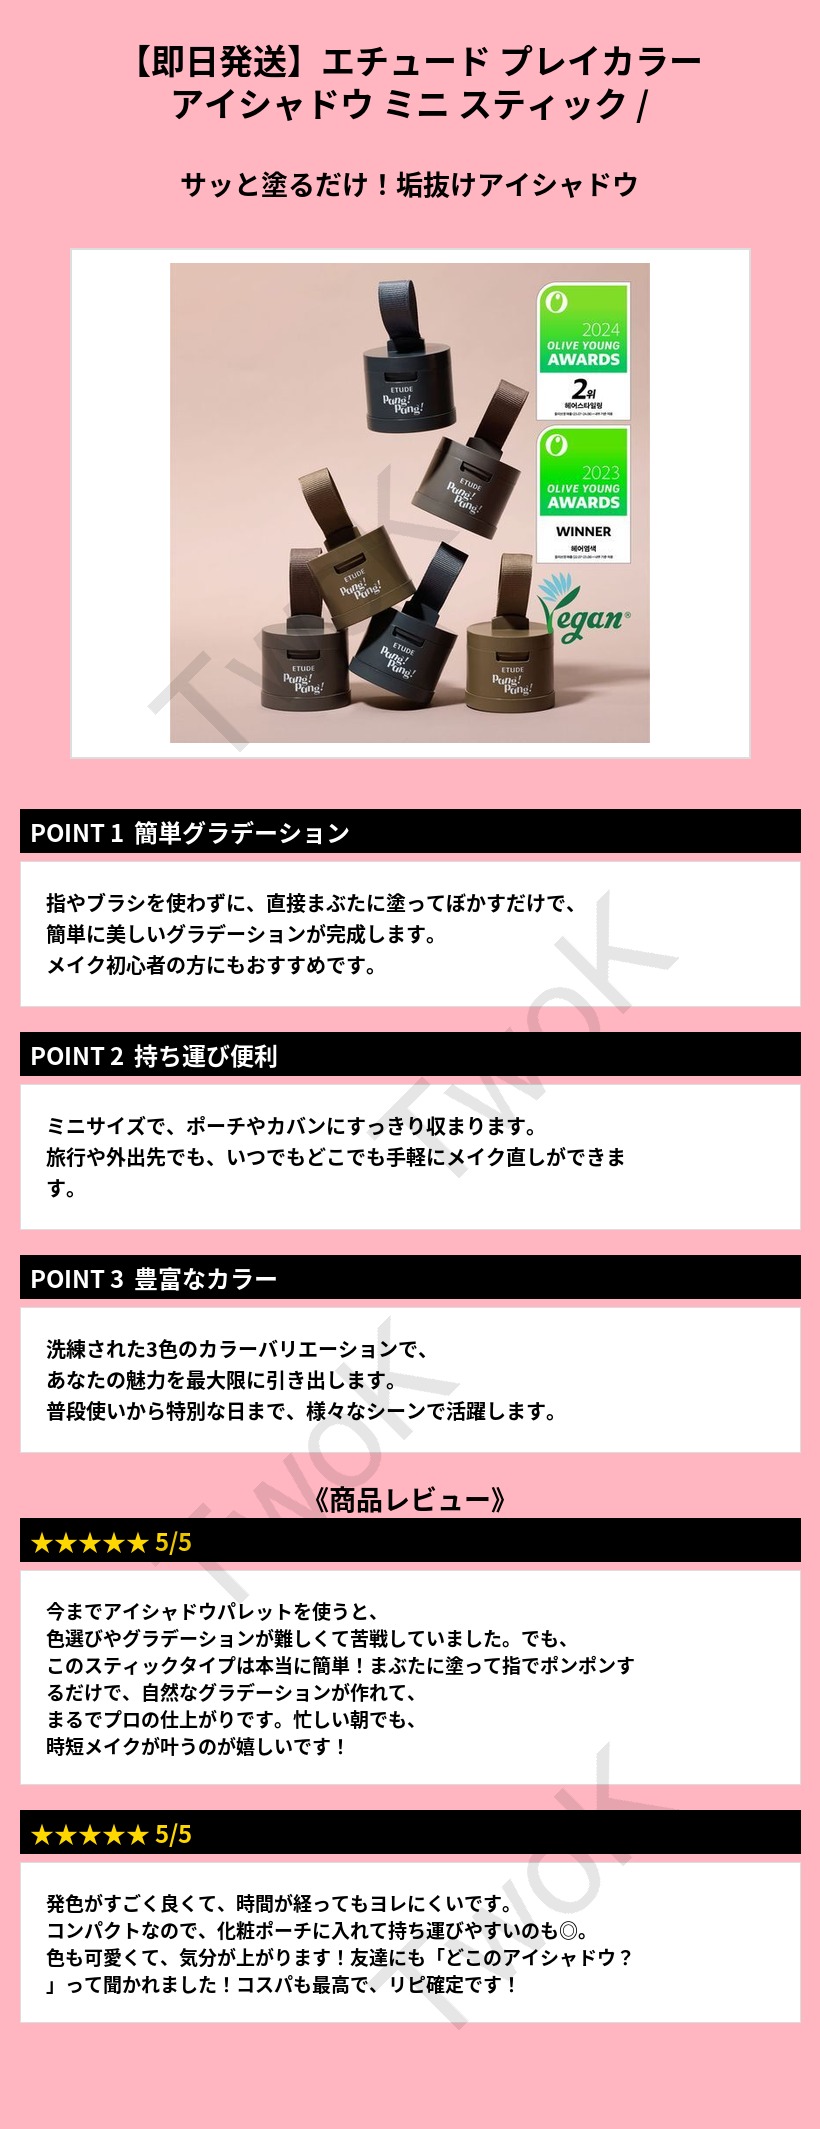 【即日発送】エチュード プレイカラー
アイシャドウ ミニ スティック /
サッと塗るだけ！垢抜けアイシャドウ
2024
OLIVE YOUNG
AWARDS
2위
헤어스타일링
2023
OLIVE YOUNG
AWARDS
WINNER
헤어염색
Vegan®
ETUDE
Pang!
Pang!
ETUDE
Pang!
Pang!
ETUDE
Pang!
Pang!
ETUDE
Pang!
Pang!
ETUDE
Pang!
Pang!
ETUDE
Pang!
Pang!
TwoK
POINT 1 簡単グラデーション
指やブラシを使わずに、直接まぶたに塗ってぼかすだけで、
簡単に美しいグラデーションが完成します。
メイク初心者の方にもおすすめです。
TwoK
POINT 2 持ち運び便利
ミニサイズで、ポーチやカバンにすっきり収まります。
旅行や外出先でも、いつでもどこでも手軽にメイク直しができま
す。
POINT 3 豊富なカラー
洗練された3色のカラーバリエーションで、
あなたの魅力を最大限に引き出します。
普段使いから特別な日まで、様々なシーンで活躍します。
TwoK
《商品レビュー》
★★★★★ 5/5
今までアイシャドウパレットを使うと、
色選びやグラデーションが難しくて苦戦していました。でも、
このスティックタイプは本当に簡単！まぶたに塗って指でポンポンす
るだけで、自然なグラデーションが作れて、
まるでプロの仕上がりです。忙しい朝でも、
時短メイクが叶うのが嬉しいです！
★★★★★ 5/5
発色がすごく良くて、時間が経ってもヨレにくいです。
コンパクトなので、化粧ポーチに入れて持ち運びやすいのも◎。
色も可愛くて、気分が上がります！友達にも「どこのアイシャドウ？
」って聞かれました！コスパも最高で、リピ確定です！
TwoK